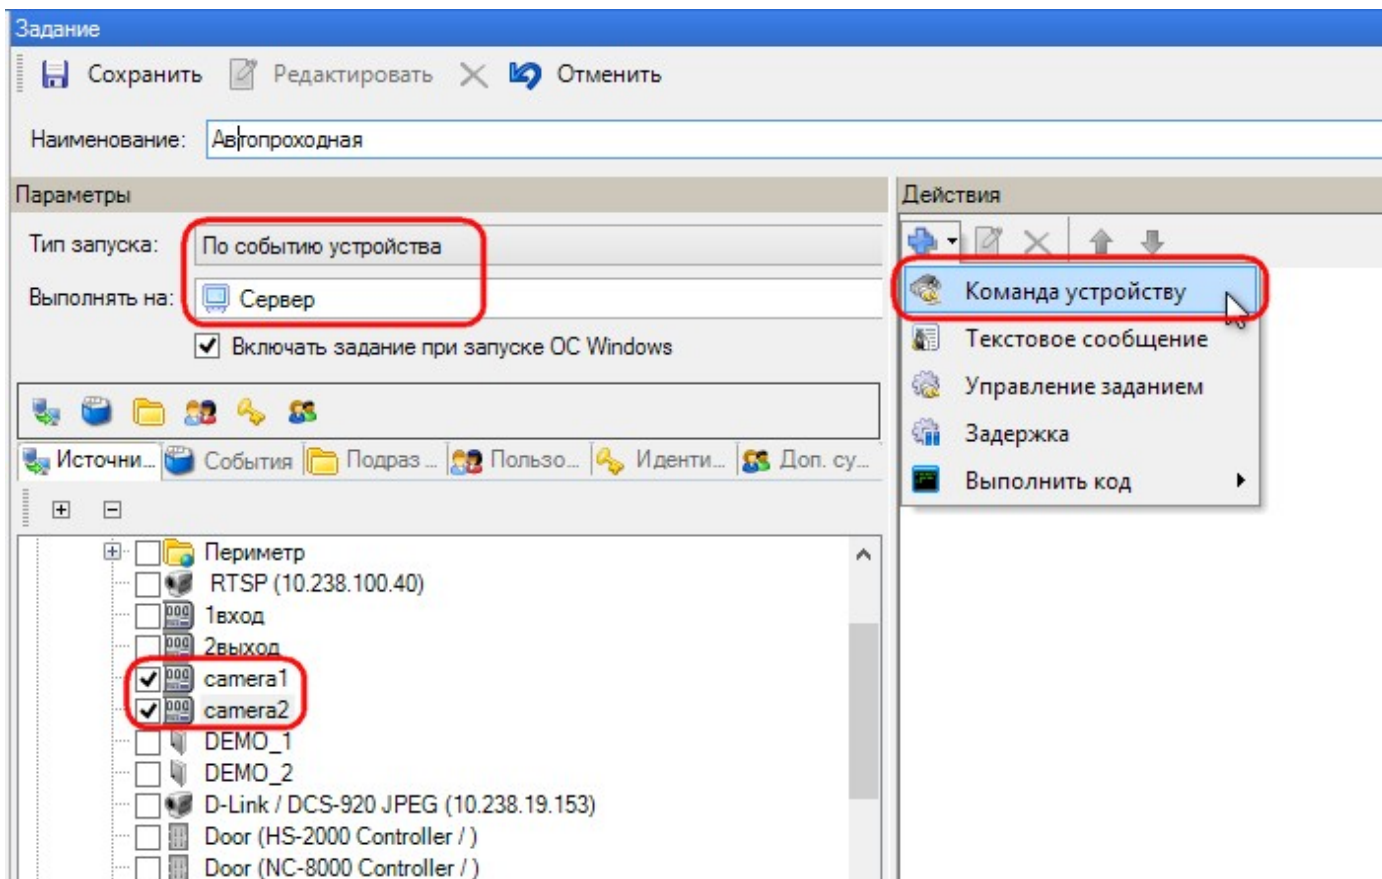 Задание
Сохранить Редактировать Отменить
Наименование: Автопроходная
Параметры
Тип запуска: По событию устройства
Выполнять на: Сервер
Включать задание при запуске ОС Windows
Источни... События Подраз ... Пользо... Иденти... Доп. су...
Периметр
RTSP (10.238.100.40)
1вход
2выход
camera1
camera2
DEMO_1
DEMO_2
D-Link / DCS-920 JPEG (10.238.19.153)
Door (HS-2000 Controller / )
Door (NC-8000 Controller / )
Действия
Команда устройству
Текстовое сообщение
Управление заданием
Задержка
Выполнить код